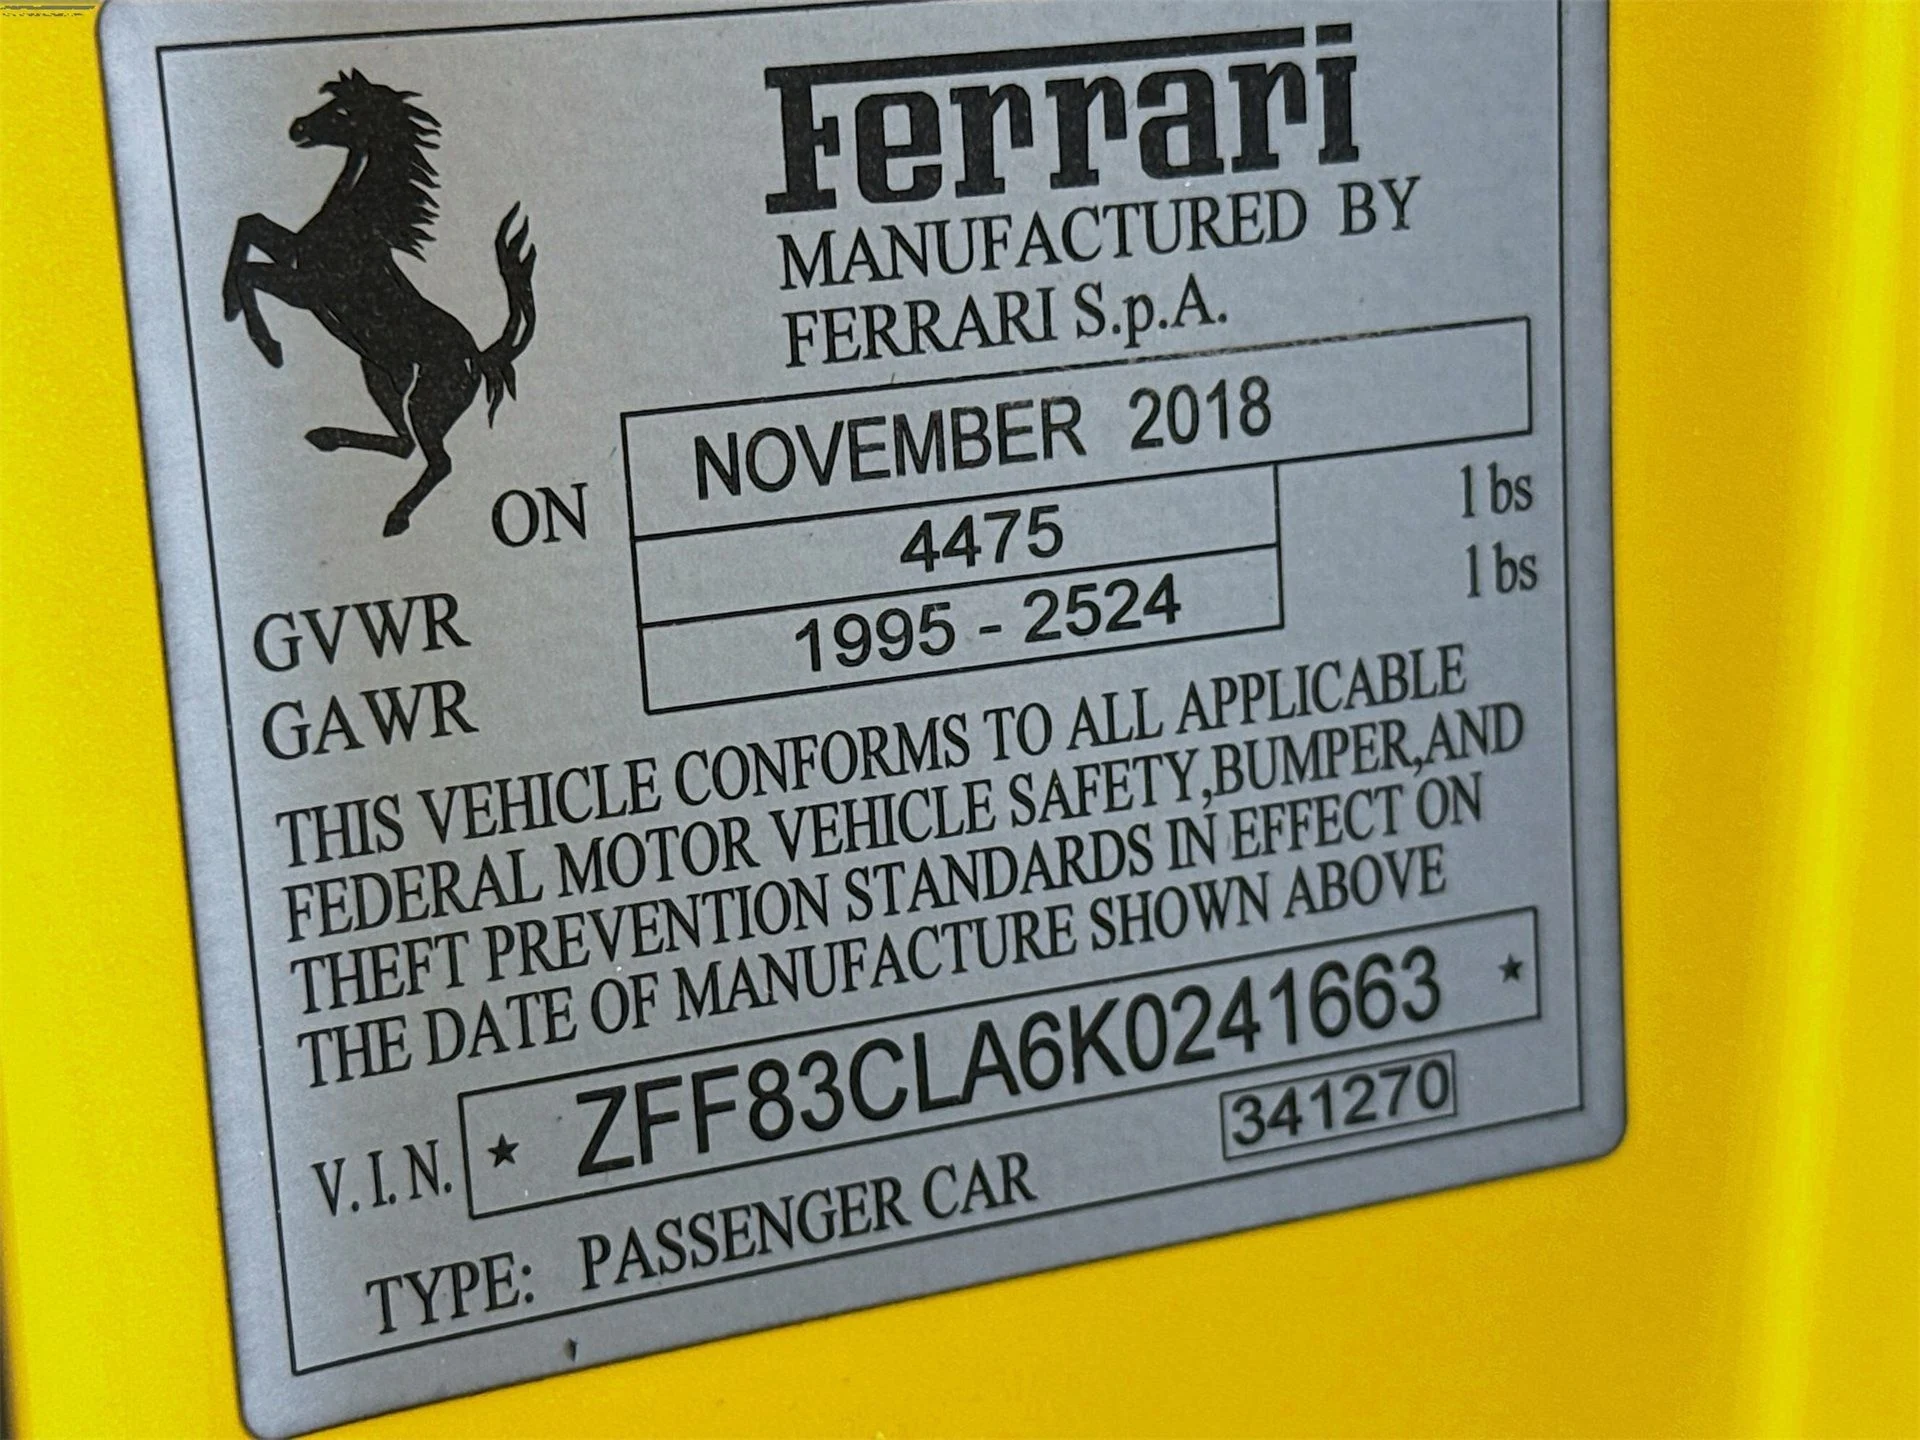 Ferrari
MANUFACTURED BY
FERRARI S.p.A.
ON NOVEMBER 2018
GVWR 4475 lbs
GAWR 1995 - 2524 lbs
THIS VEHICLE CONFORMS TO ALL APPLICABLE
FEDERAL MOTOR VEHICLE SAFETY,BUMPER,AND
THEFT PREVENTION STANDARDS IN EFFECT ON
THE DATE OF MANUFACTURE SHOWN ABOVE
V.I.N. ★ ZFF83CLA6K0241663 ★
TYPE: PASSENGER CAR 341270